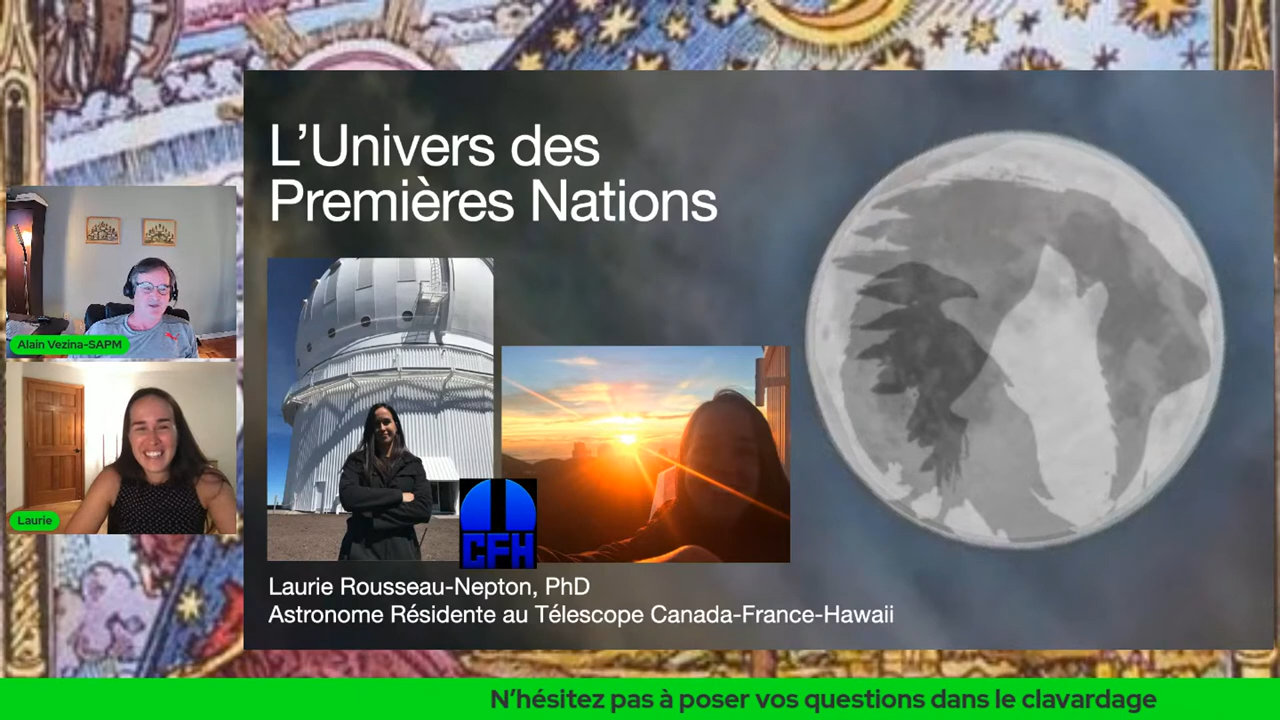 L'Univers des
Premières Nations
Alain Vezina-SAPM
Laurie
CFH
Laurie Rousseau-Nepton, PhD
Astronome Résidente au Télescope Canada-France-Hawaii
N'hésitez pas à poser vos questions dans le clavardage